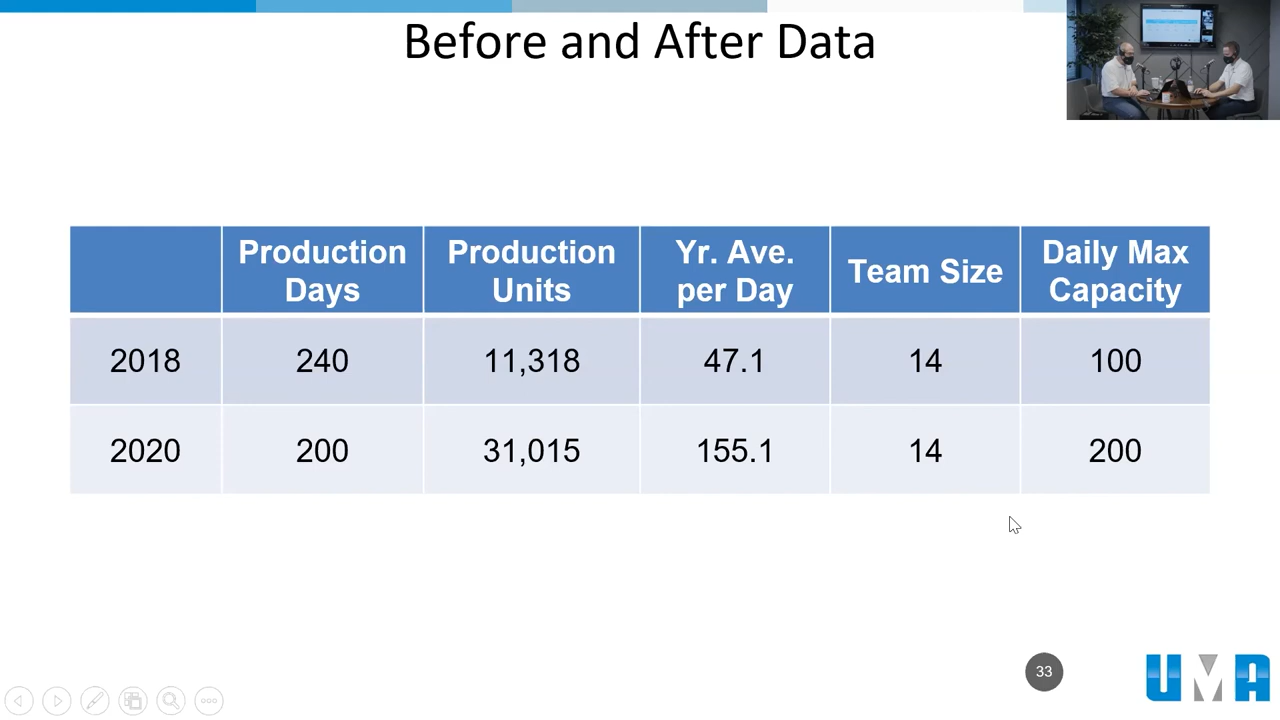 Before and After Data
Production Days
Production Units
Yr. Ave. per Day
Team Size
Daily Max Capacity
2018 240 11,318 47.1 14 100
2020 200 31,015 155.1 14 200
33
UMA